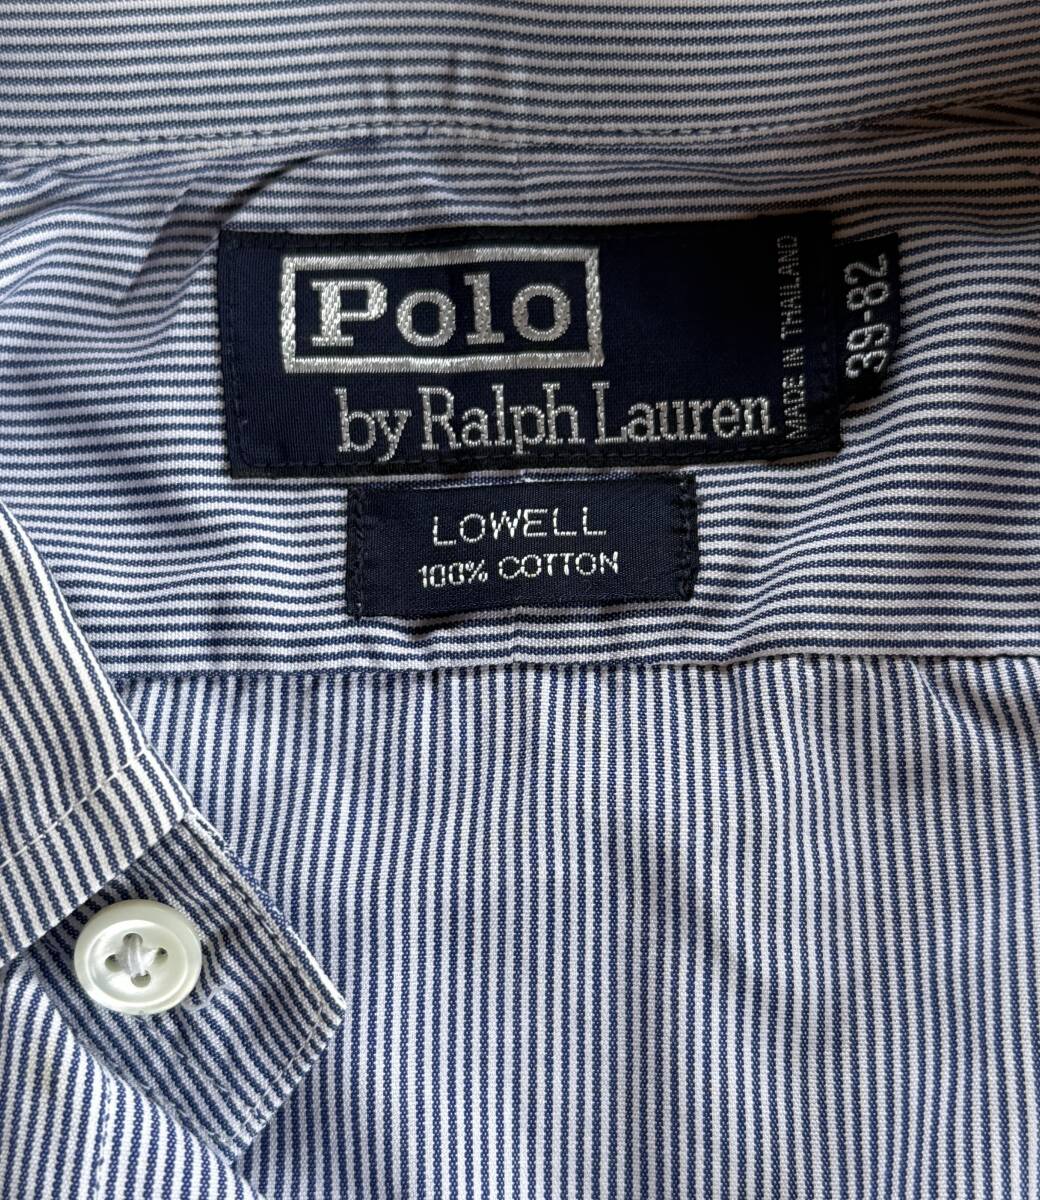 Polo
by Ralph Lauren
MADE IN THAILAND
39-82
LOWELL
100% COTTON